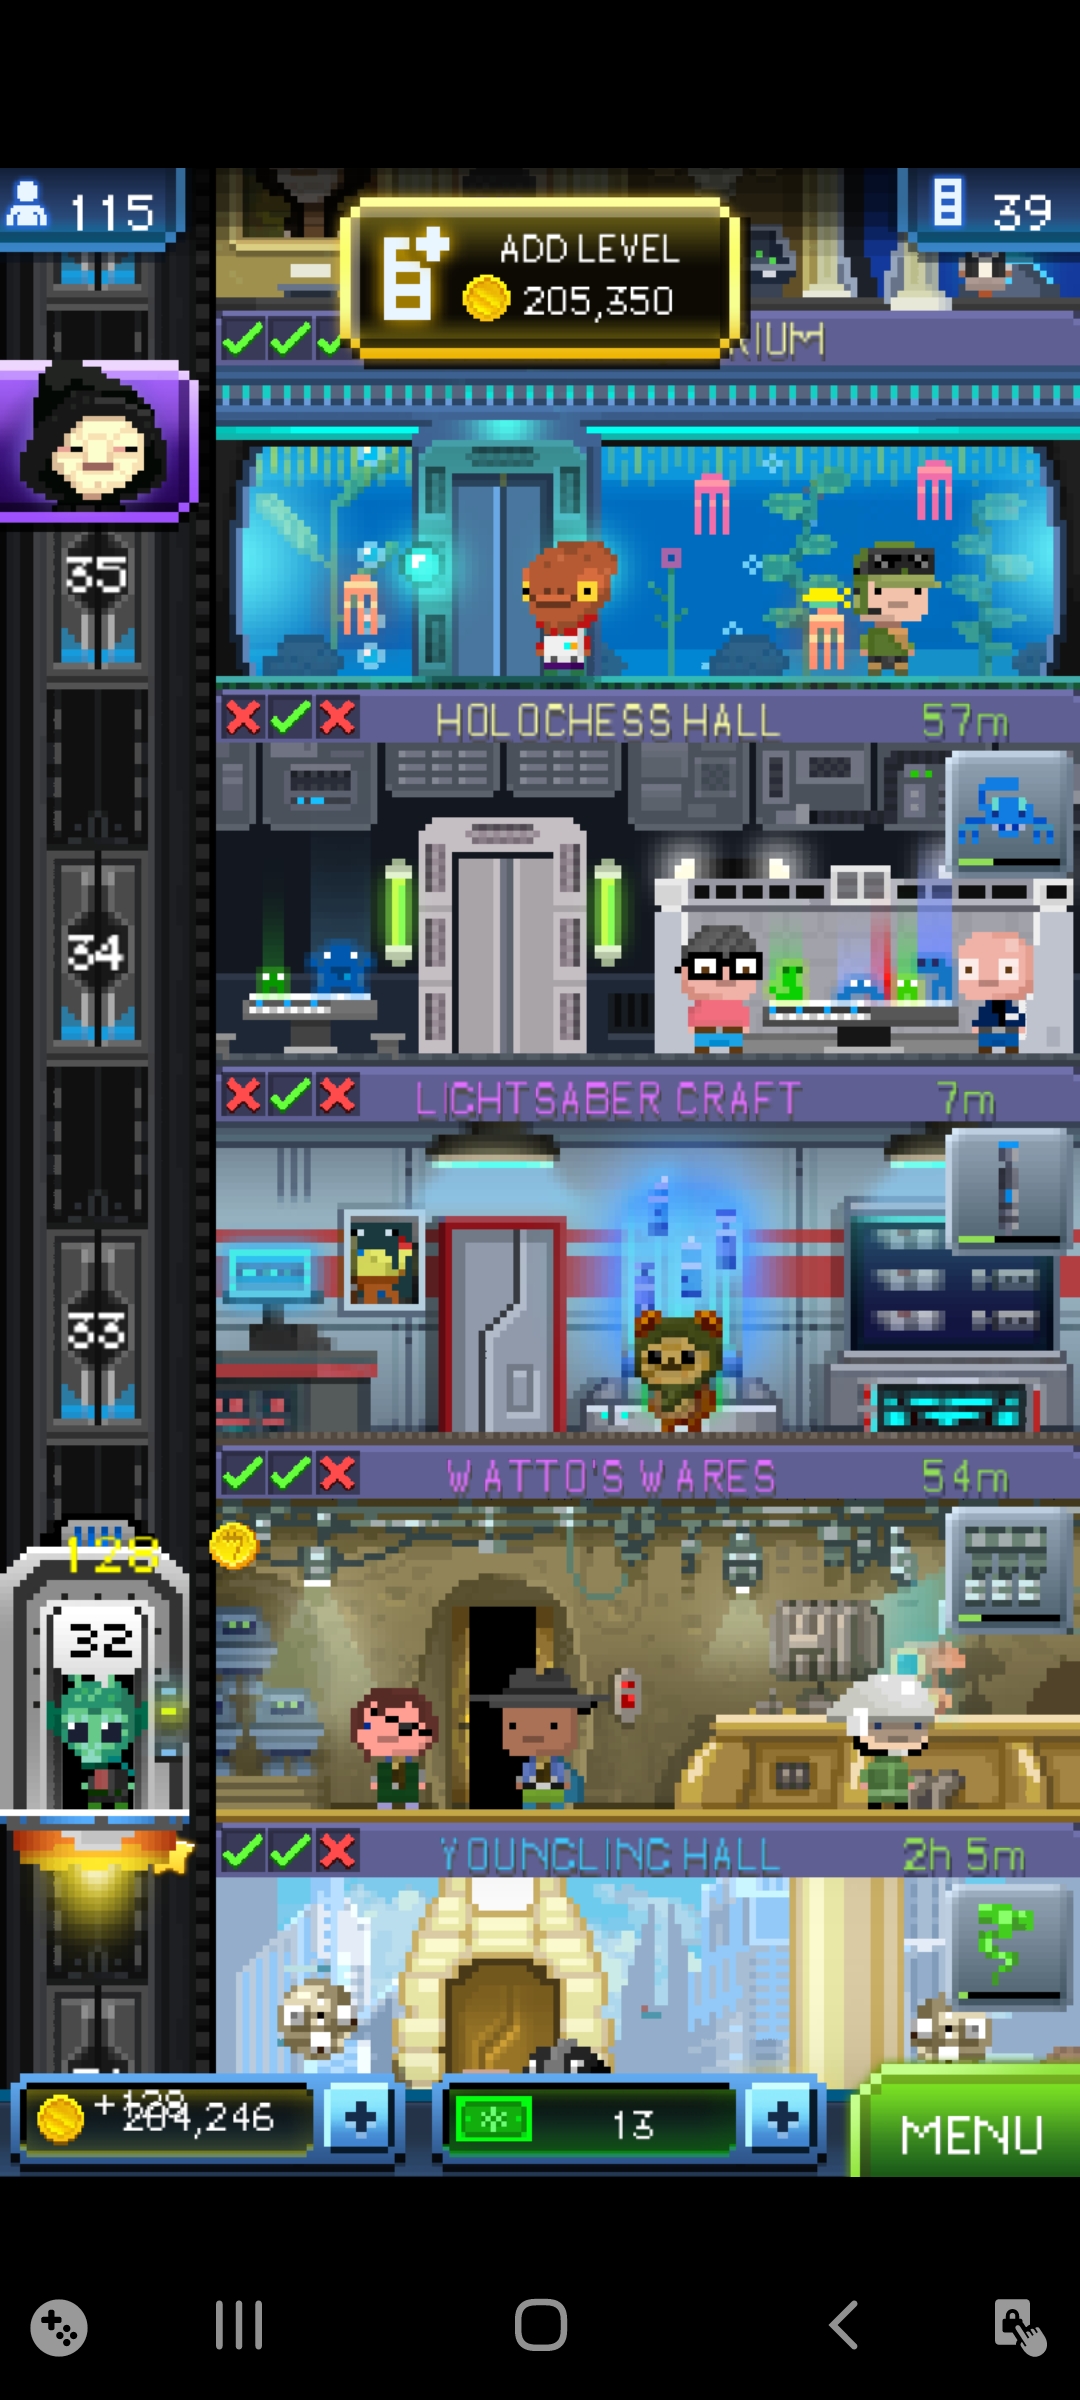 115
39
ADD LEVEL
205,350
RIUM
35
HOLOCHESS HALL 57m
34
LIGHTSABER CRAFT 7m
33
WATTO'S WARES 54m
128
32
YOUNGLING HALL 2h 5m
+128
204,246
13
MENU